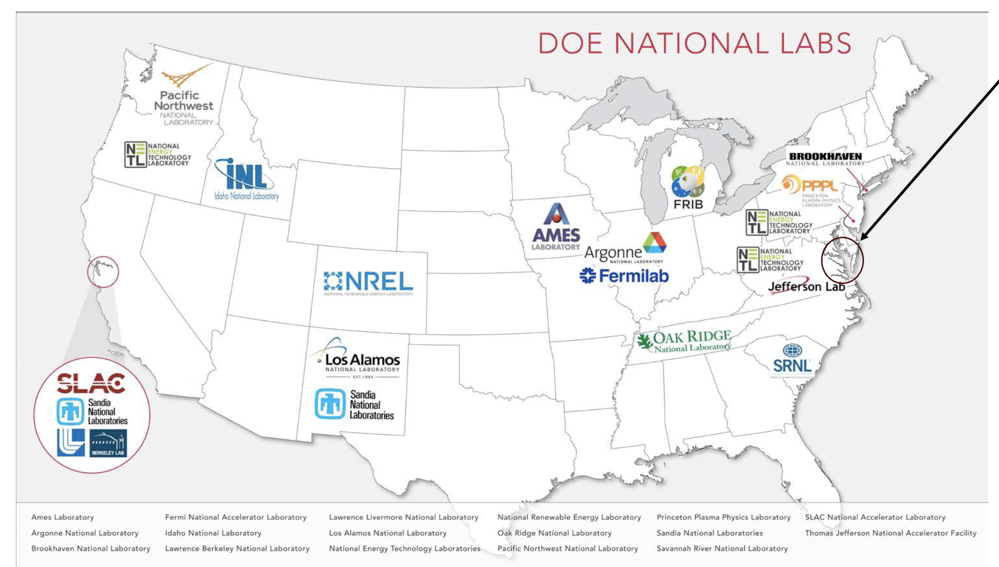 DOE NATIONAL LABS
Pacific
Northwest
NATIONAL
LABORATORY
NE
TL
NATIONAL
ENERGY
TECHNOLOGY
LABORATORY
INL
Idaho National Laboratory
BROOKHAVEN
NATIONAL LABORATORY
PPPL
PRINCETON
PLASMA PHYSICS
LABORATORY
FRIB
NE
TL
NATIONAL
ENERGY
TECHNOLOGY
LABORATORY
AMES
LABORATORY
Argonne
NATIONAL LABORATORY
Fermilab
NE
TL
NATIONAL
ENERGY
TECHNOLOGY
LABORATORY
Jefferson Lab
NREL
NATIONAL RENEWABLE ENERGY LABORATORY
OAK RIDGE
National Laboratory
Los Alamos
NATIONAL LABORATORY
EST. 1943
SRNL
Sandia
National
Laboratories
SLAC
Sandia
National
Laboratories
BERKELEY LAB
Ames Laboratory
Argonne National Laboratory
Brookhaven National Laboratory
Fermi National Accelerator Laboratory
Idaho National Laboratory
Lawrence Berkeley National Laboratory
Lawrence Livermore National Laboratory
Los Alamos National Laboratory
National Energy Technology Laboratories
National Renewable Energy Laboratory
Oak Ridge National Laboratory
Pacific Northwest National Laboratory
Princeton Plasma Physics Laboratory
Sandia National Laboratories
Savannah River National Laboratory
SLAC National Accelerator Laboratory
Thomas Jefferson National Accelerator Facility